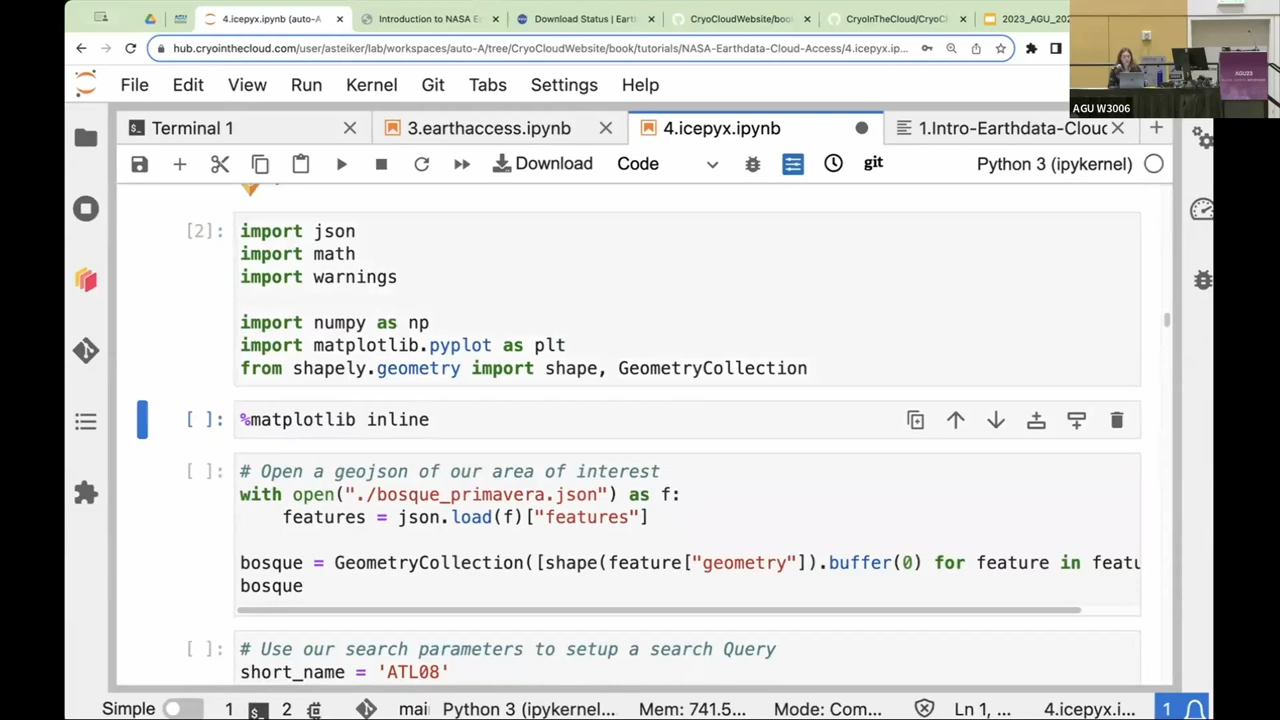 4.icepyx.ipynb (auto-A
Introduction to NASA E
Download Status | Eart
CryoCloudWebsite/boo
CryoInTheCloud/CryoC
2023_AGU_202
hub.cryointhecloud.com/user/asteiker/lab/workspaces/auto-A/tree/CryoCloudWebsite/book/tutorials/NASA-Earthdata-Cloud-Access/4.icepyx.ip...
File Edit View Run Kernel Git Tabs Settings Help
AGU23
AGU W3006
Terminal 1
3.earthaccess.ipynb
4.icepyx.ipynb
1.Intro-Earthdata-Clouc
Download Code git Python 3 (ipykernel)
[2]:
import json
import math
import warnings
import numpy as np
import matplotlib.pyplot as plt
from shapely.geometry import shape, GeometryCollection
[ ]:
%matplotlib inline
[ ]:
# Open a geojson of our area of interest
with open("./bosque_primavera.json") as f:
features = json.load(f)["features"]
bosque = GeometryCollection([shape(feature["geometry"]).buffer(0) for feature in featu
bosque
[ ]:
# Use our search parameters to setup a search Query
short_name = 'ATL08'
Simple 1 2 mai Python 3 (ipykernel... Mem: 741.5... Mode: Com... Ln 1, ... 4.icepyx.i... 1